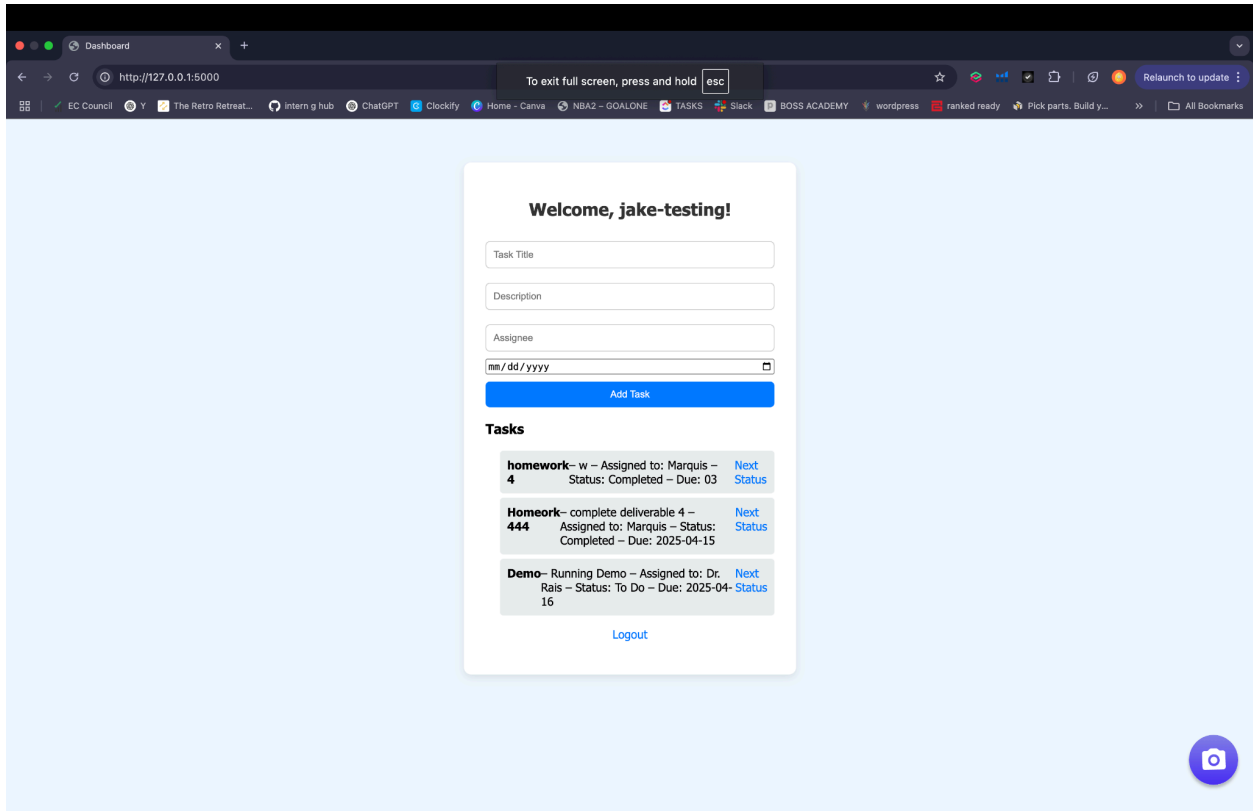 Dashboard
http://127.0.0.1:5000
To exit full screen, press and hold esc
Relaunch to update
EC Council Y The Retro Retreat... intern g hub ChatGPT Clockify Home - Canva NBA2 – GOALONE TASKS Slack BOSS ACADEMY wordpress ranked ready Pick parts. Build y... » All Bookmarks
Welcome, jake-testing!
Task Title
Description
Assignee
mm/dd/yyyy
Add Task
Tasks
homework– w – Assigned to: Marquis – Next
4 Status: Completed – Due: 03 Status
Homeork– complete deliverable 4 – Next
444 Assigned to: Marquis – Status: Status
Completed – Due: 2025-04-15
Demo– Running Demo – Assigned to: Dr. Next
Rais – Status: To Do – Due: 2025-04- Status
16
Logout